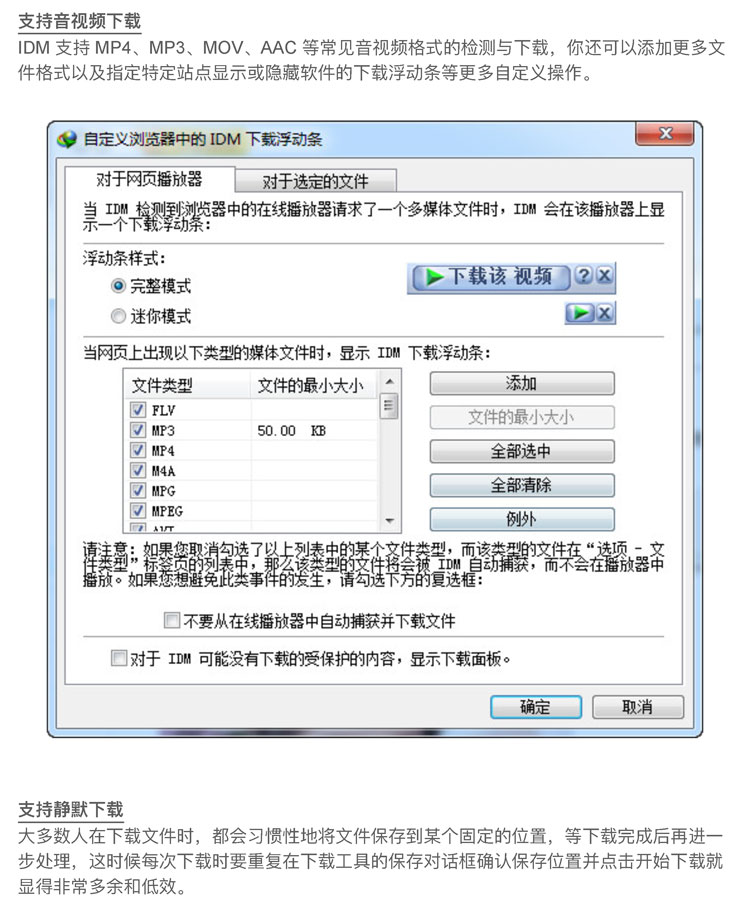 支持音视频下载
IDM 支持 MP4、MP3、MOV、AAC 等常见音视频格式的检测与下载，你还可以添加更多文
件格式以及指定特定站点显示或隐藏软件的下载浮动条等更多自定义操作。
自定义浏览器中的 IDM 下载浮动条
对于网页播放器
对于选定的文件
当 IDM 检测到浏览器中的在线播放器请求了一个多媒体文件时，IDM 会在该播放器上显
示一个下载浮动条：
浮动条样式：
完整模式
下载该 视频
迷你模式
当网页上出现以下类型的媒体文件时，显示 IDM 下载浮动条：
文件类型 文件的最小大小
FLV
MP3 50.00 KB
MP4
M4A
MPG
MPEG
添加
文件的最小大小
全部选中
全部清除
例外
请注意：如果您取消勾选了以上列表中的某个文件类型，而该类型的文件在“选项 - 文
件类型”标签页的列表中，那么该类型的文件将会被 IDM 自动捕获，而不会在播放器中
播放。如果您想避免此类事件的发生，请勾选下方的复选框：
不要从在线播放器中自动捕获并下载文件
对于 IDM 可能没有下载的受保护的内容，显示下载面板。
确定
取消
支持静默下载
大多数人在下载文件时，都会习惯性地将文件保存到某个固定的位置，等下载完成后再进一
步处理，这时候每次下载时要重复在下载工具的保存对话框确认保存位置并点击开始下载就
显得非常多余和低效。